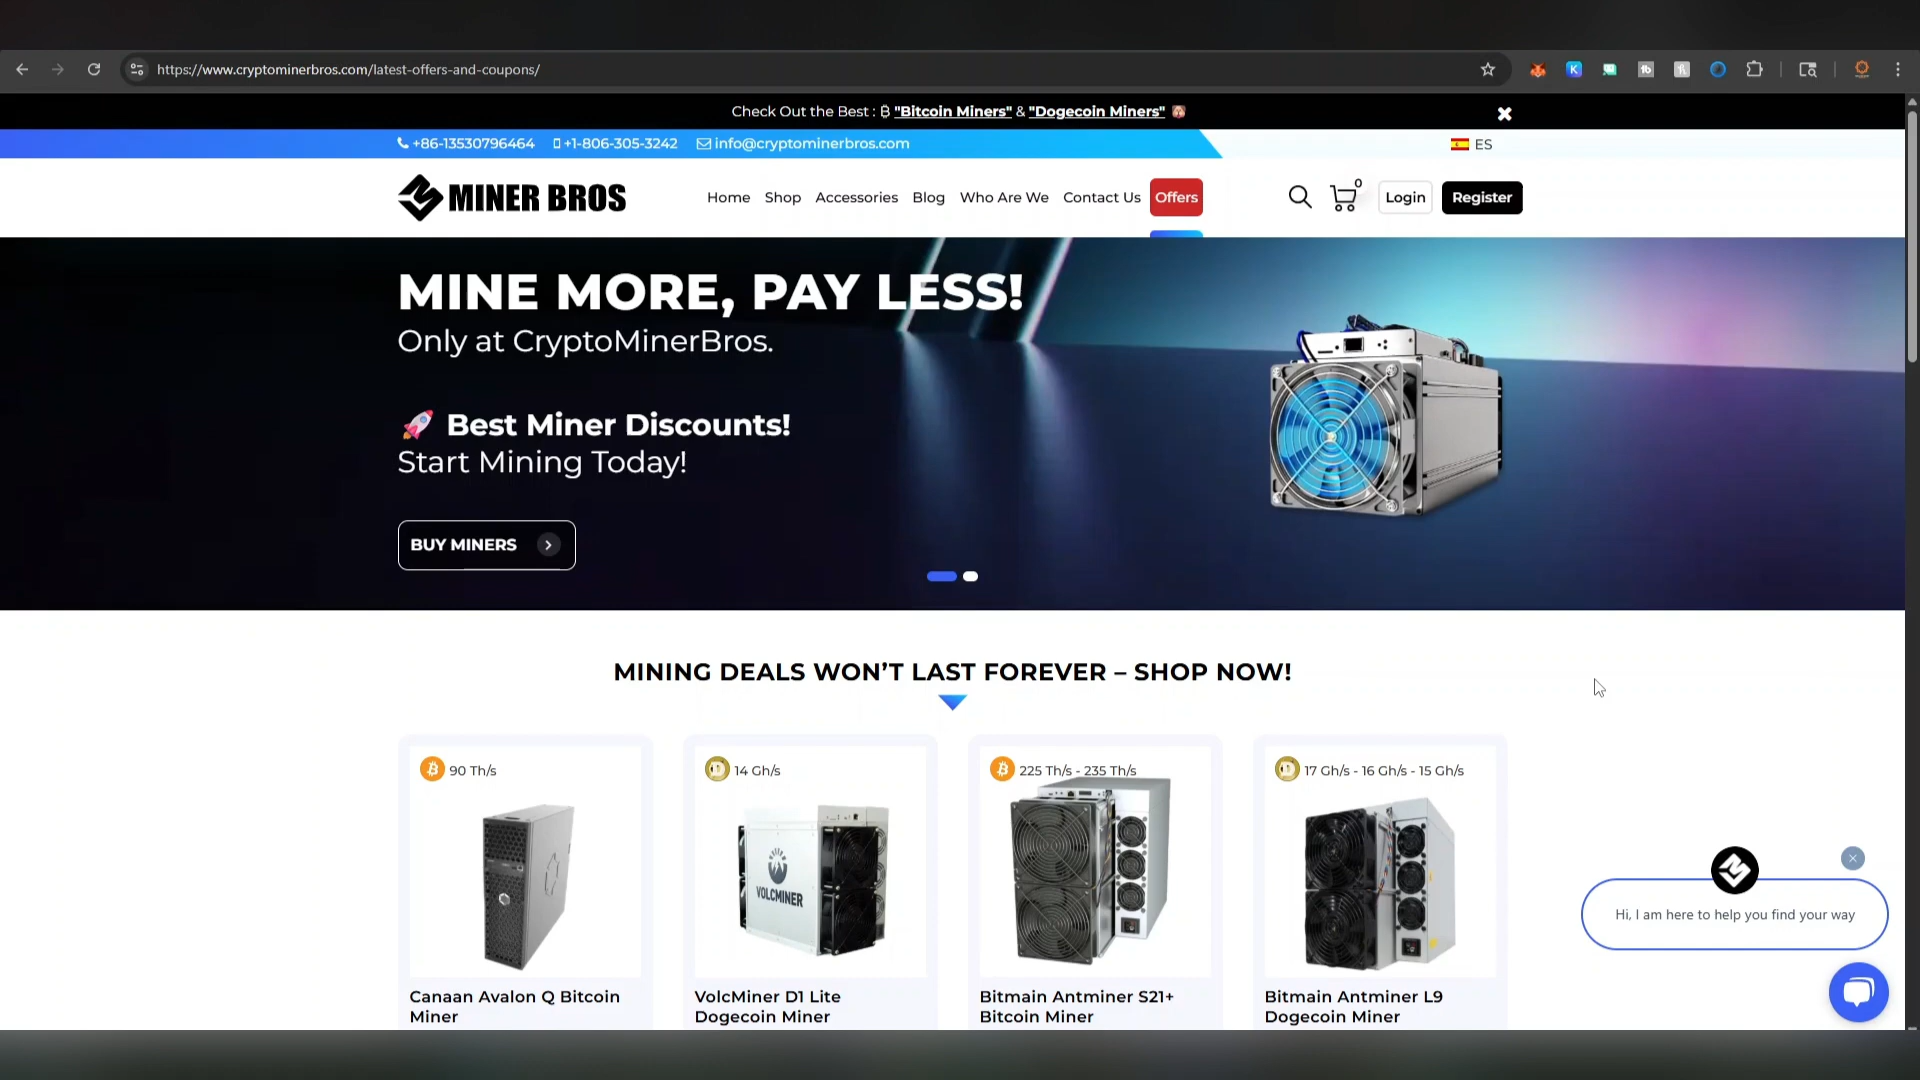 https://www.cryptominerbros.com/latest-offers-and-coupons/
Check Out the Best : ₿ "Bitcoin Miners" & "Dogecoin Miners"
+86-13530796464 +1-806-305-3242 info@cryptominerbros.com ES
MINER BROS Home Shop Accessories Blog Who Are We Contact Us Offers 0 Login Register
MINE MORE, PAY LESS!
Only at CryptoMinerBros.
🚀 Best Miner Discounts!
Start Mining Today!
BUY MINERS
MINING DEALS WON’T LAST FOREVER – SHOP NOW!
90 Th/s
14 Gh/s
225 Th/s - 235 Th/s
17 Gh/s - 16 Gh/s - 15 Gh/s
VOLCMINER
Canaan Avalon Q Bitcoin
Miner
VolcMiner D1 Lite
Dogecoin Miner
Bitmain Antminer S21+
Bitcoin Miner
Bitmain Antminer L9
Dogecoin Miner
Hi, I am here to help you find your way